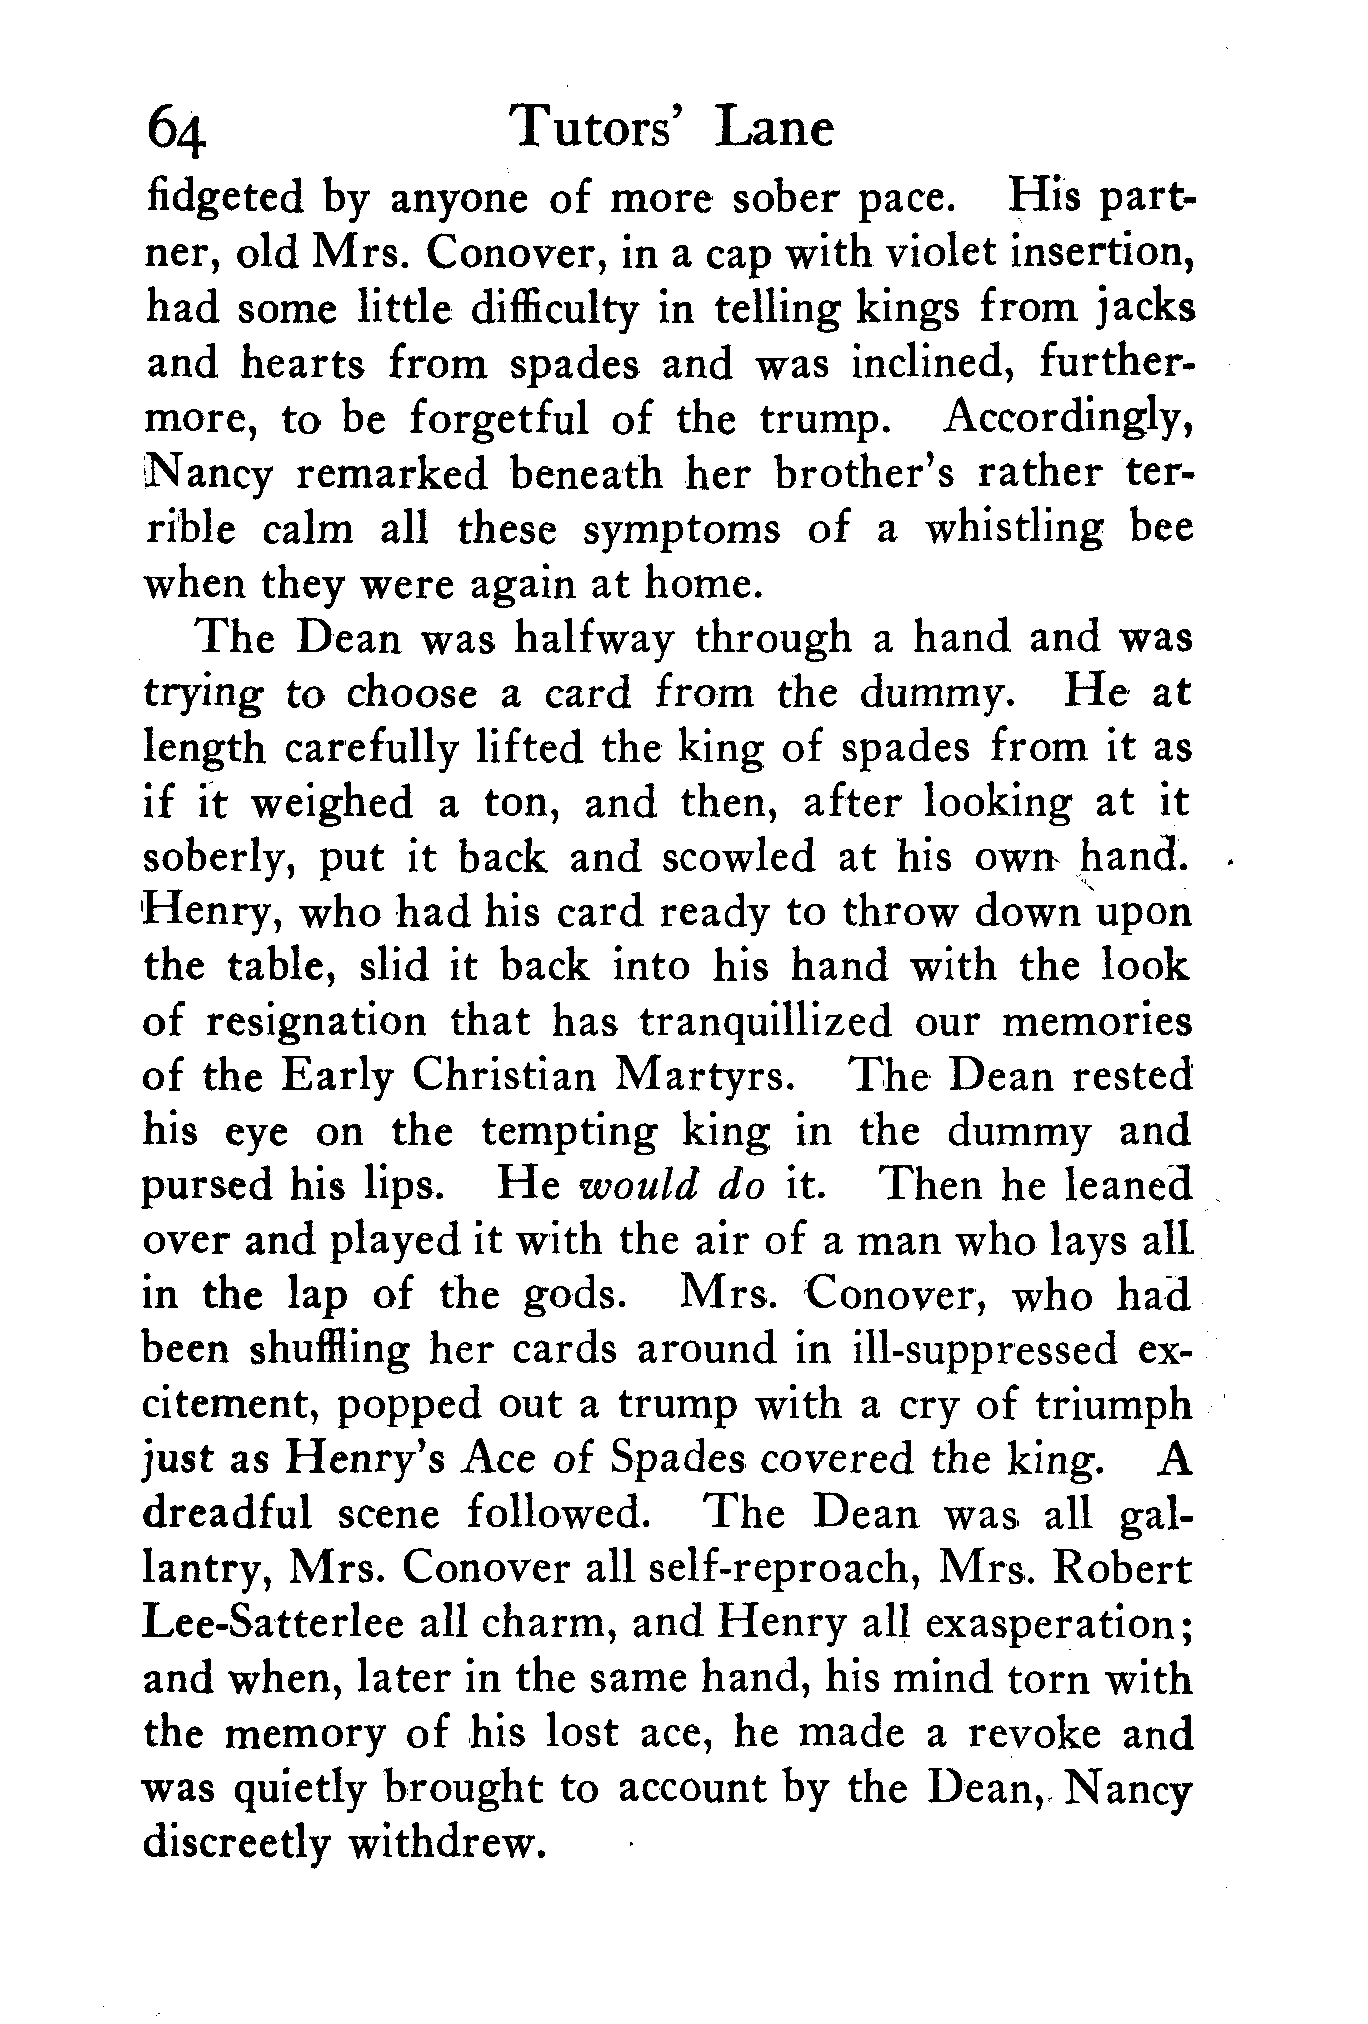 64 Tutors’ Lane
fidgeted by anyone of more sober pace. His part-
ner, old Mrs. Conover, in a cap with violet insertion,
had some little difficulty in telling kings from jacks
and hearts from spades and was inclined, further-
more, to be forgetful of the trump. Accordingly,
Nancy remarked beneath her brother’s rather ter-
rible calm all these symptoms of a whistling bee
when they were again at home.
The Dean was halfway through a hand and was
trying to choose a card from the dummy. He at
length carefully lifted the king of spades from it as
if it weighed a ton, and then, after looking at it
soberly, put it back and scowled at his own hand.
Henry, who had his card ready to throw down upon
the table, slid it back into his hand with the look
of resignation that has tranquillized our memories
of the Early Christian Martyrs. The Dean rested
his eye on the tempting king in the dummy and
pursed his lips. He would do it. Then he leaned
over and played it with the air of a man who lays all
in the lap of the gods. Mrs. Conover, who had
been shuffling her cards around in ill-suppressed ex-
citement, popped out a trump with a cry of triumph
just as Henry’s Ace of Spades covered the king. A
dreadful scene followed. The Dean was all gal-
lantry, Mrs. Conover all self-reproach, Mrs. Robert
Lee-Satterlee all charm, and Henry all exasperation;
and when, later in the same hand, his mind torn with
the memory of his lost ace, he made a revoke and
was quietly brought to account by the Dean, Nancy
discreetly withdrew.